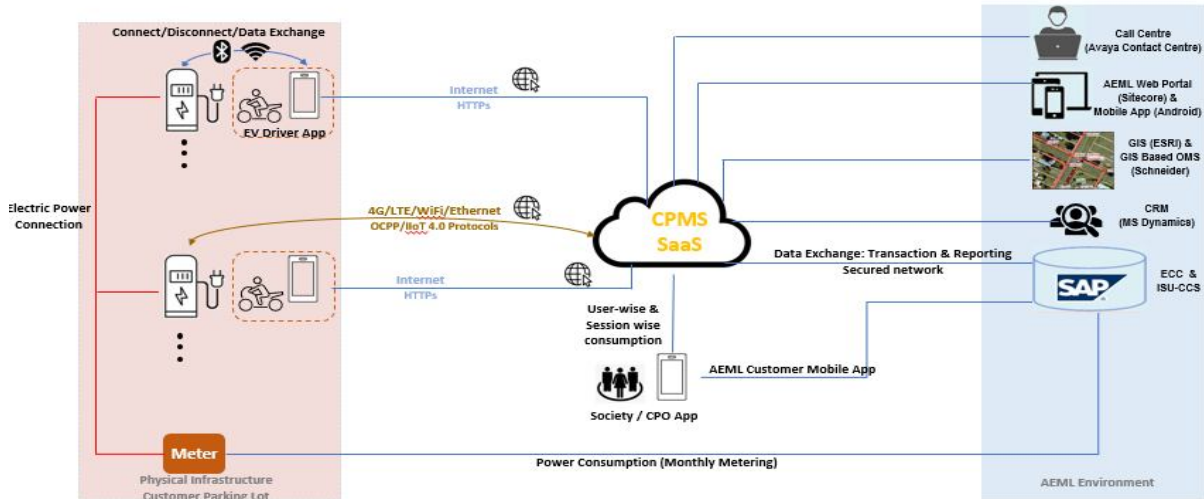 Connect/Disconnect/Data Exchange
EV Driver App
Internet
HTTPs
Electric Power
Connection
4G/LTE/WiFi/Ethernet
OCPP/IIoT 4.0 Protocols
Internet
HTTPs
Meter
Physical Infrastructure
Customer Parking Lot
CPMS
SaaS
User-wise &
Session wise
consumption
Society / CPO App
AEML Customer Mobile App
Power Consumption (Monthly Metering)
Data Exchange: Transaction & Reporting
Secured network
Call Centre
(Avaya Contact Centre)
AEML Web Portal
(Sitecore) &
Mobile App (Android)
GIS (ESRI) &
GIS Based OMS
(Schneider)
CRM
(MS Dynamics)
SAP
ECC &
ISU-CCS
AEML Environment